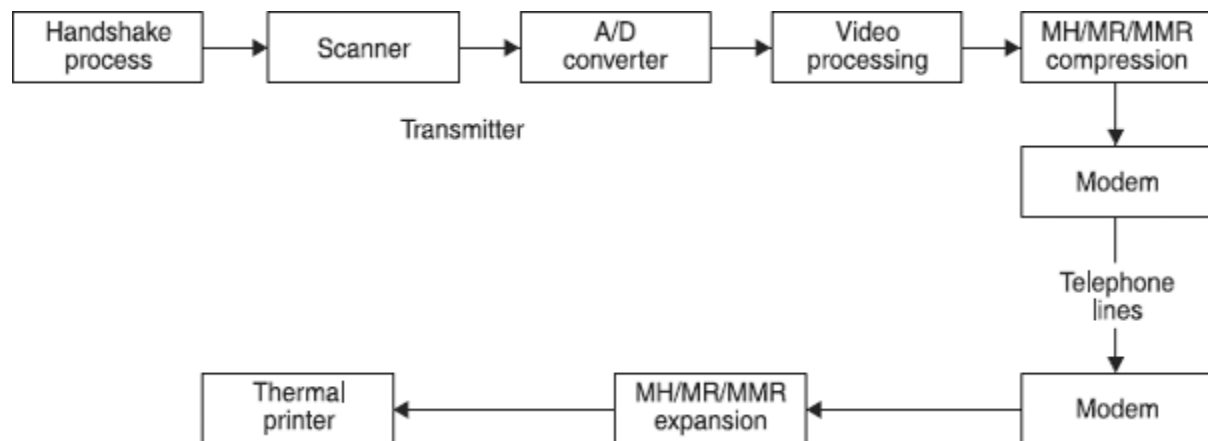 Handshake
process
Scanner
A/D
converter
Video
processing
MH/MR/MMR
compression
Transmitter
Modem
Telephone
lines
Thermal
printer
MH/MR/MMR
expansion
Modem